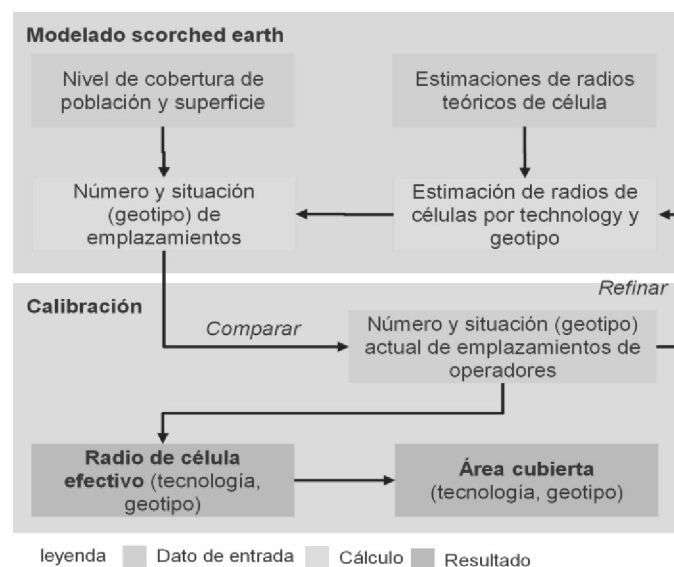 Modelado scorched earth
Nivel de cobertura de
población y superficie
Estimaciones de radios
teóricos de célula
Número y situación
(geotipo) de
emplazamientos
Estimación de radios de
células por technology y
geotipo
Refinar
Calibración
Comparar
Número y situación (geotipo)
actual de emplazamientos de
operadores
Radio de célula
efectivo (tecnología,
geotipo)
Área cubierta
(tecnología, geotipo)
leyenda Dato de entrada Cálculo Resultado